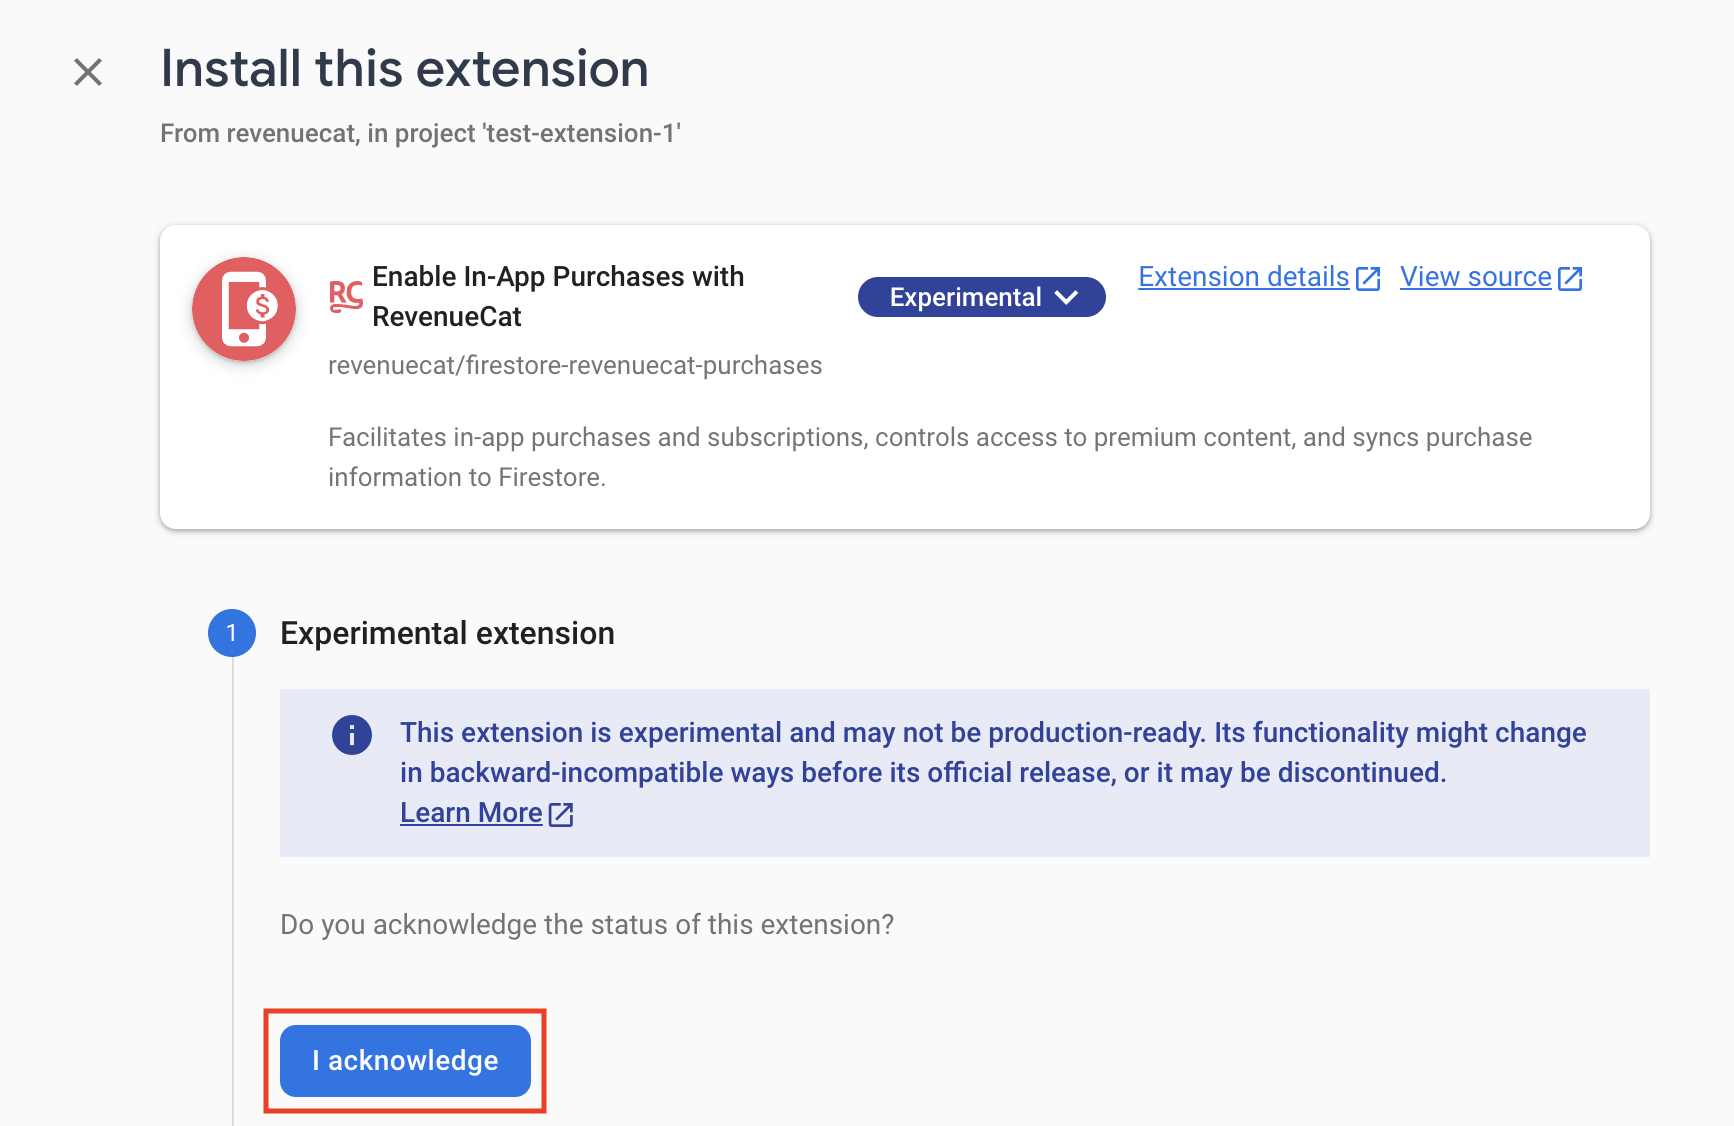 Install this extension
From revenuecat, in project 'test-extension-1'
RC
Enable In-App Purchases with
RevenueCat
Experimental
Extension details
View source
revenuecat/firestore-revenuecat-purchases
Facilitates in-app purchases and subscriptions, controls access to premium content, and syncs purchase
information to Firestore.
1
Experimental extension
This extension is experimental and may not be production-ready. Its functionality might change
in backward-incompatible ways before its official release, or it may be discontinued.
Learn More
Do you acknowledge the status of this extension?
I acknowledge